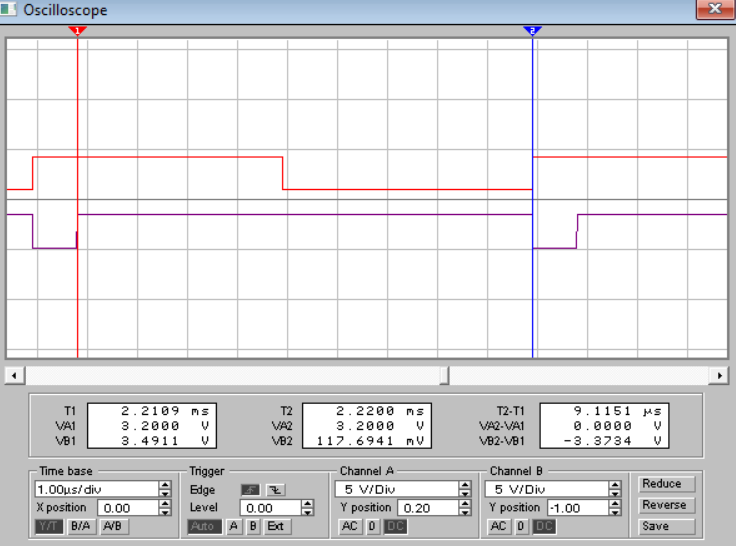 Oscilloscope
1
2
T1 2.2109 ms T2 2.2200 ms T2-T1 9.1151 µs
VA1 3.2000 V VA2 3.2000 V VA2-VA1 0.0000 V
VB1 3.4911 V VB2 117.6941 mV VB2-VB1 -3.3734 V
Time base Trigger Channel A Channel B
1.00µs/div Edge 5 V/Div 5 V/Div Reduce
X position 0.00 Level 0.00 Y position 0.20 Y position -1.00 Reverse
Y/T B/A A/B Auto A B Ext AC 0 DC AC 0 DC Save